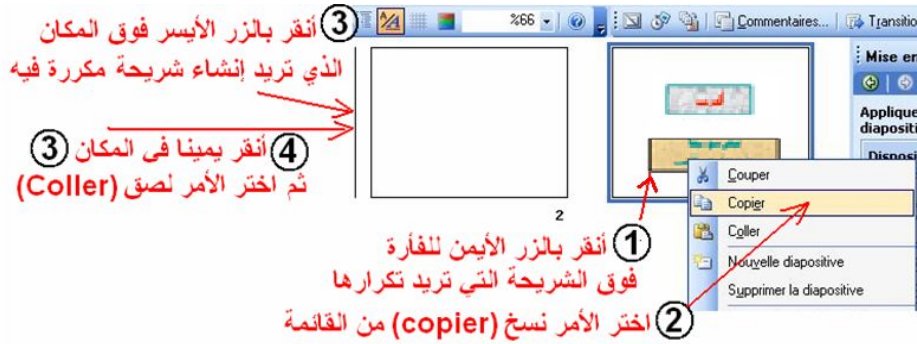 %66
Commentaires...
Transitio
③ أنقر بالزر الأيسر فوق المكان
الذي تريد إنشاء شريحة مكررة فيه
④ أنقر يمينا في المكان ③
ثم اختر الأمر لصق (Coller)
2
Mise en
Applique
diapositi
Disposi
Couper
Copier
Coller
Nouvelle diapositive
Supprimer la diapositive
① أنقر بالزر الأيمن للفأرة
فوق الشريحة التي تريد تكرارها
② اختر الأمر نسخ (copier) من القائمة